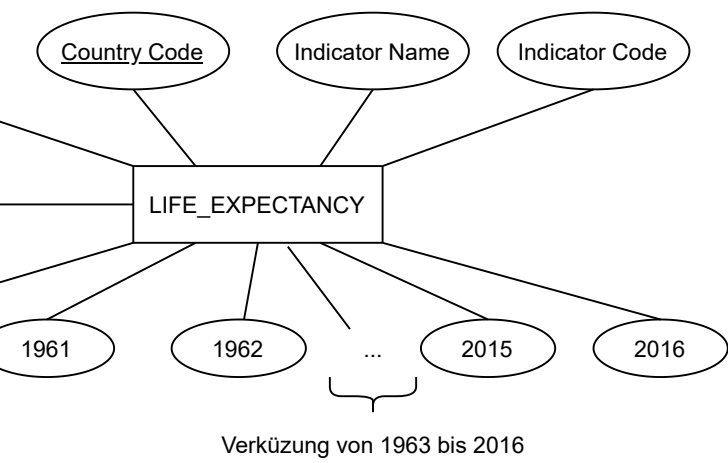 Country Code
Indicator Name
Indicator Code
LIFE_EXPECTANCY
1961
1962
...
2015
2016
Verküzung von 1963 bis 2016